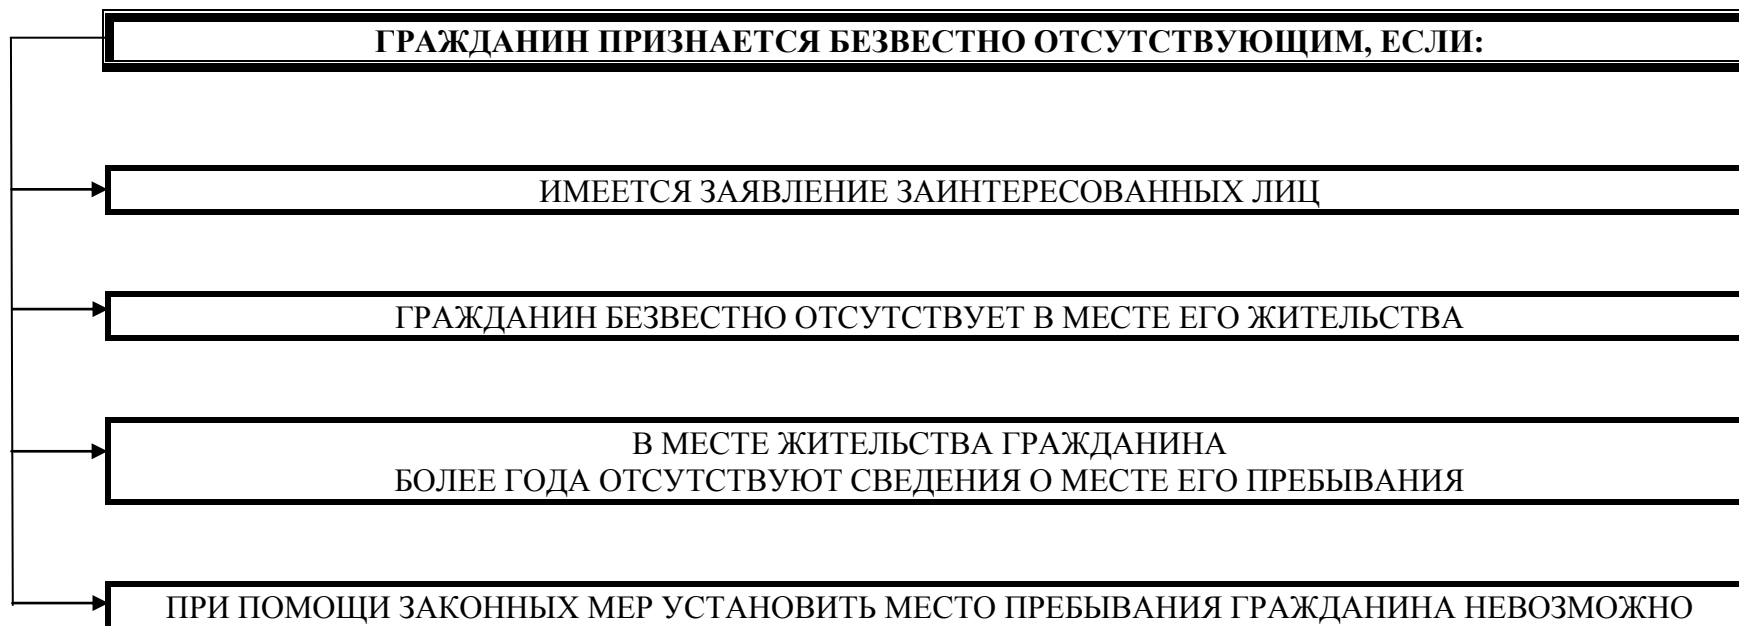 ГРАЖДАНИН ПРИЗНАЕТСЯ БЕЗВЕСТНО ОТСУТСТВУЮЩИМ, ЕСЛИ:
ИМЕЕТСЯ ЗАЯВЛЕНИЕ ЗАИНТЕРЕСОВАННЫХ ЛИЦ
ГРАЖДАНИН БЕЗВЕСТНО ОТСУТСТВУЕТ В МЕСТЕ ЕГО ЖИТЕЛЬСТВА
В МЕСТЕ ЖИТЕЛЬСТВА ГРАЖДАНИНА
БОЛЕЕ ГОДА ОТСУТСТВУЮТ СВЕДЕНИЯ О МЕСТЕ ЕГО ПРЕБЫВАНИЯ
ПРИ ПОМОЩИ ЗАКОННЫХ МЕР УСТАНОВИТЬ МЕСТО ПРЕБЫВАНИЯ ГРАЖДАНИНА НЕВОЗМОЖНО